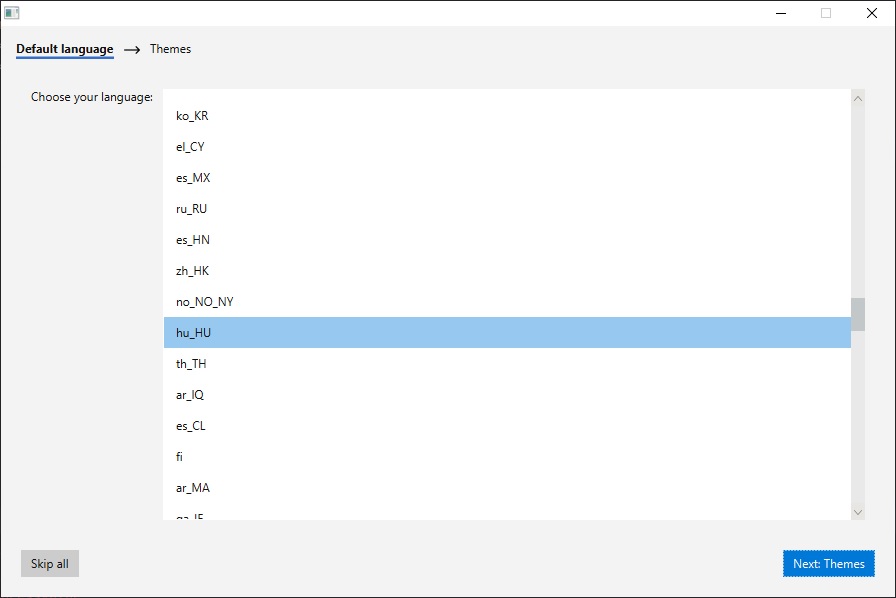 Default language → Themes
Choose your language:
ko_KR
el_CY
es_MX
ru_RU
es_HN
zh_HK
no_NO_NY
hu_HU
th_TH
ar_IQ
es_CL
fi
ar_MA
Skip all
Next: Themes